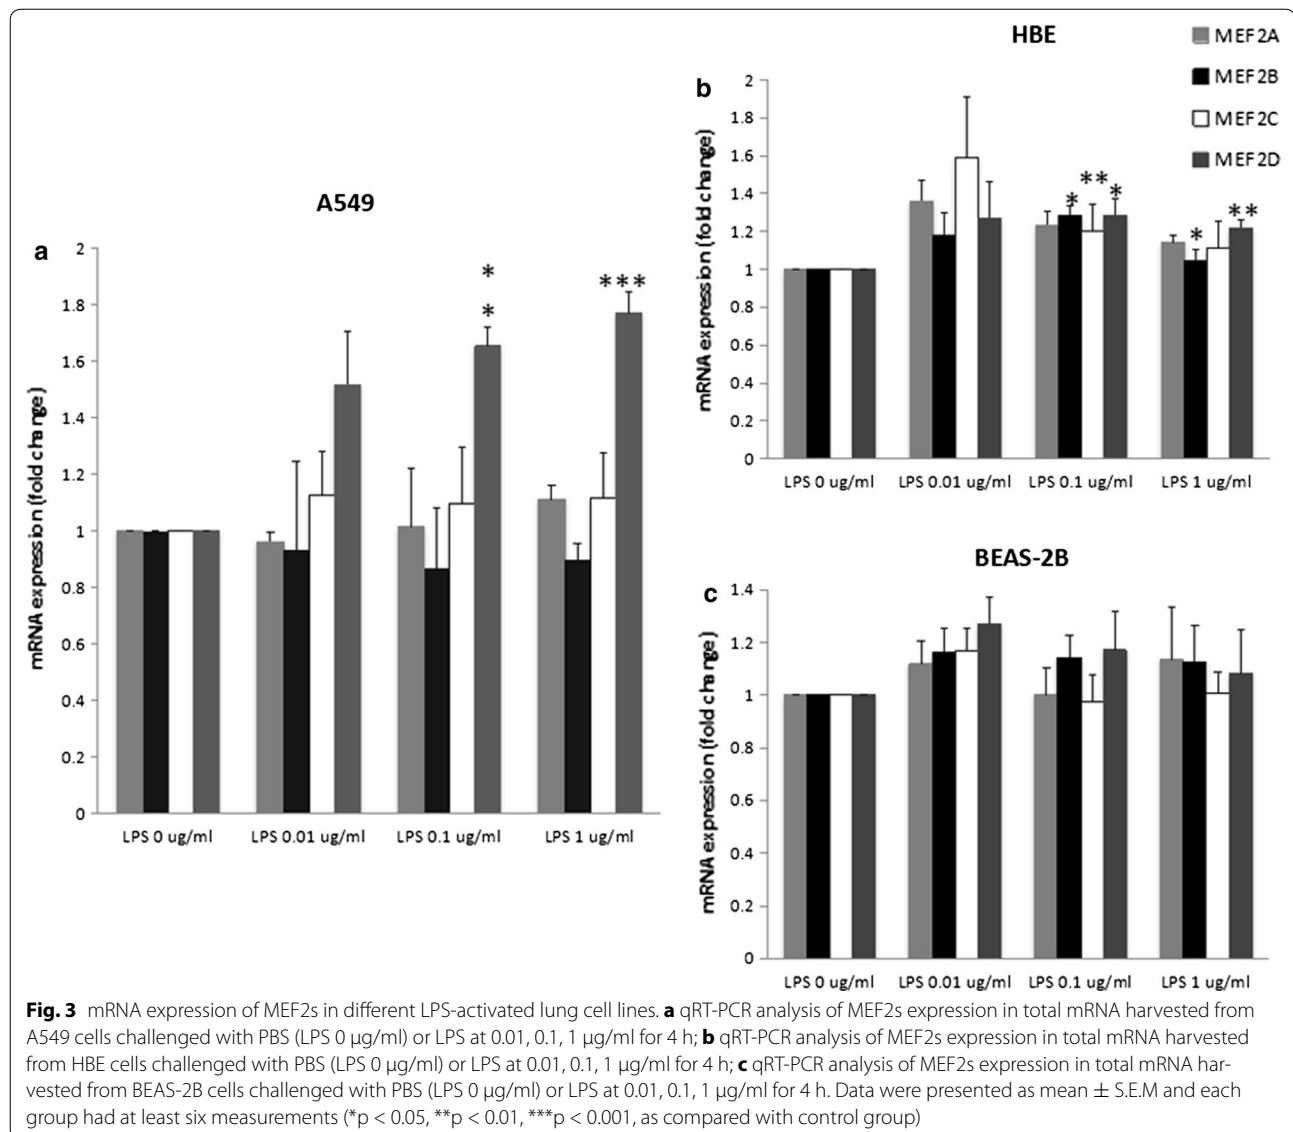 A549
a
mRNA expression (fold change)
2
1.8
1.6
1.4
1.2
1
0.8
0.6
0.4
0.2
0
*
*
***
LPS 0 ug/ml LPS 0.01 ug/ml LPS 0.1 ug/ml LPS 1 ug/ml
HBE
MEF2A
MEF2B
MEF2C
MEF2D
b
mRNA expression (fold change)
2
1.8
1.6
1.4
1.2
1
0.8
0.6
0.4
0.2
0
* ** * * **
LPS 0 ug/ml LPS 0.01 ug/ml LPS 0.1 ug/ml LPS 1 ug/ml
BEAS-2B
c
mRNA expression (fold change)
1.4
1.2
1
0.8
0.6
0.4
0.2
0
LPS 0 ug/ml LPS 0.01 ug/ml LPS 0.1 ug/ml LPS 1 ug/ml
Fig. 3 mRNA expression of MEF2s in different LPS-activated lung cell lines. a qRT-PCR analysis of MEF2s expression in total mRNA harvested from
A549 cells challenged with PBS (LPS 0 µg/ml) or LPS at 0.01, 0.1, 1 µg/ml for 4 h; b qRT-PCR analysis of MEF2s expression in total mRNA harvested
from HBE cells challenged with PBS (LPS 0 µg/ml) or LPS at 0.01, 0.1, 1 µg/ml for 4 h; c qRT-PCR analysis of MEF2s expression in total mRNA har-
vested from BEAS-2B cells challenged with PBS (LPS 0 µg/ml) or LPS at 0.01, 0.1, 1 µg/ml for 4 h. Data were presented as mean ± S.E.M and each
group had at least six measurements (*p < 0.05, **p < 0.01, ***p < 0.001, as compared with control group)